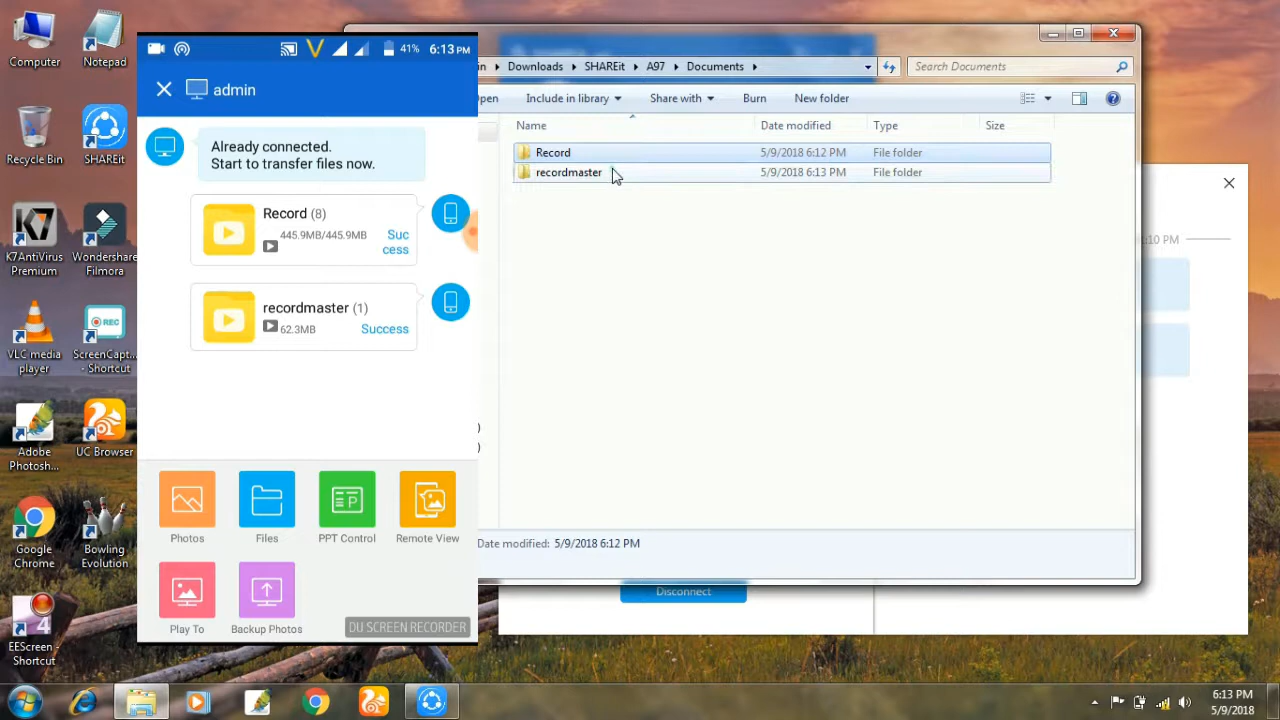 Computer
Notepad
Recycle Bin
SHAREit
K7AntiVirus
Premium
Wondershare
Filmora
VLC media
player
REC
ScreenCapt...
- Shortcut
Adobe
Photosh...
UC Browser
Google
Chrome
Bowling
Evolution
4
EEScreen -
Shortcut
41% 6:13 PM
admin
Already connected.
Start to transfer files now.
Record (8)
445.9MB/445.9MB
Suc
cess
recordmaster (1)
62.3MB
Success
Photos
Files
PPT Control
Remote View
Play To
Backup Photos
DU SCREEN RECORDER
in
Downloads
SHAREit
A97
Documents
Search Documents
Open
Include in library
Share with
Burn
New folder
Name
Date modified
Type
Size
Record 5/9/2018 6:12 PM File folder
recordmaster 5/9/2018 6:13 PM File folder
)
)
Date modified: 5/9/2018 6:12 PM
10 PM
Disconnect
6:13 PM
5/9/2018